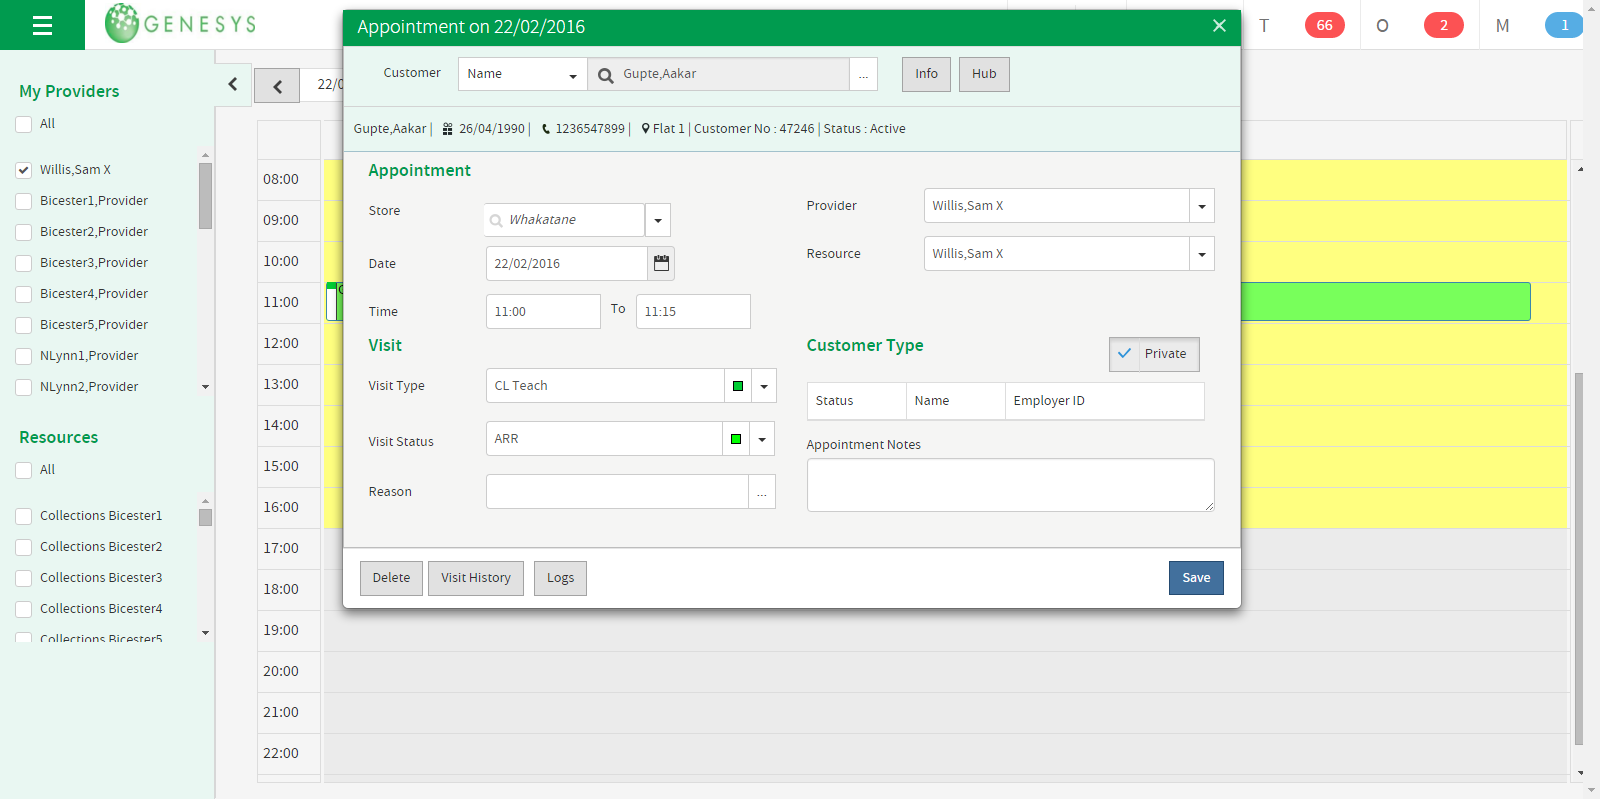 GENESYS
T 66 O 2 M 1
Appointment on 22/02/2016
Customer Name Gupte,Aakar ... Info Hub
Gupte,Aakar | 26/04/1990 | 1236547899 | Flat 1 | Customer No : 47246 | Status : Active
Appointment
Store Whakatane
Date 22/02/2016
Time 11:00 To 11:15
Provider Willis,Sam X
Resource Willis,Sam X
Visit
Visit Type CL Teach
Visit Status ARR
Reason ...
Customer Type Private
Status Name Employer ID
Appointment Notes
Delete Visit History Logs Save
My Providers
All
Willis,Sam X
Bicester1,Provider
Bicester2,Provider
Bicester3,Provider
Bicester4,Provider
Bicester5,Provider
NLynn1,Provider
NLynn2,Provider
Resources
All
Collections Bicester1
Collections Bicester2
Collections Bicester3
Collections Bicester4
Collections Bicester5
22/0
08:00
09:00
10:00
11:00
12:00
13:00
14:00
15:00
16:00
17:00
18:00
19:00
20:00
21:00
22:00